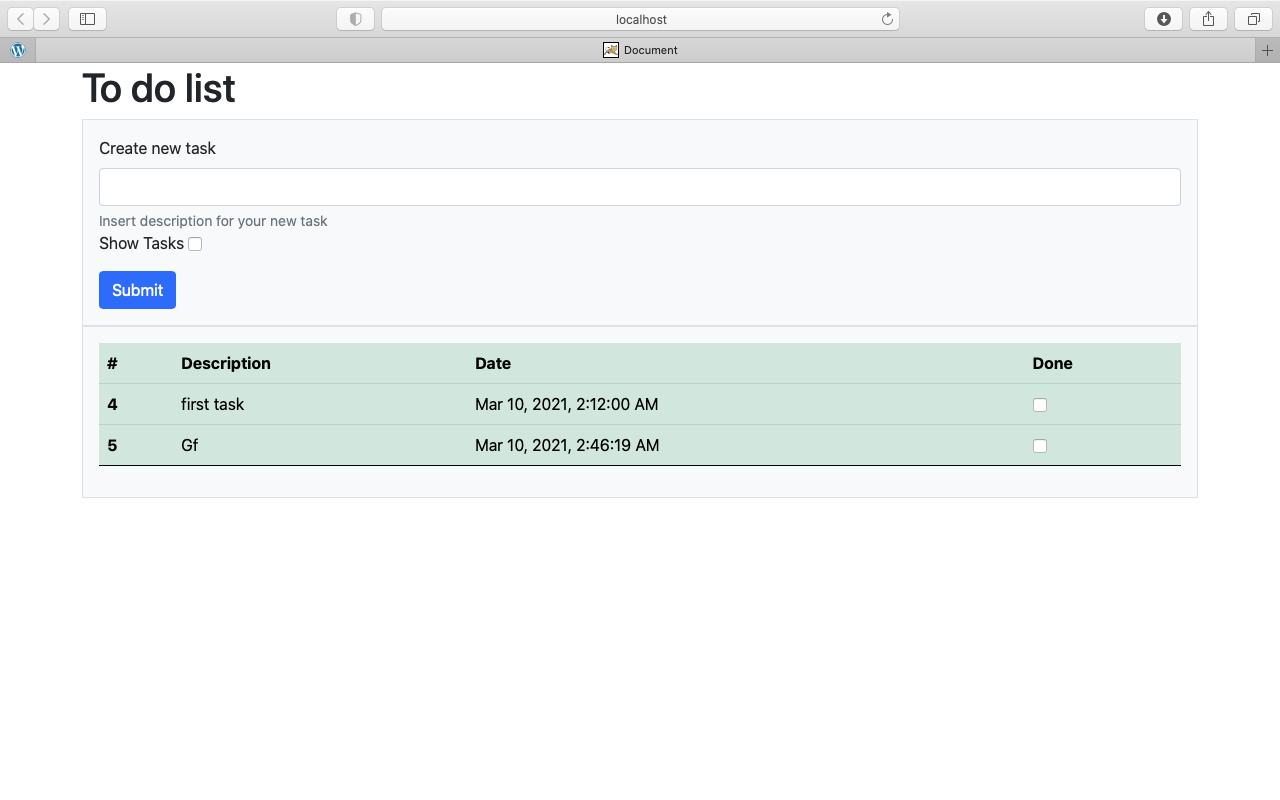 localhost
Document
To do list
Create new task
Insert description for your new task
Show Tasks
Submit
# Description Date Done
4 first task Mar 10, 2021, 2:12:00 AM
5 Gf Mar 10, 2021, 2:46:19 AM